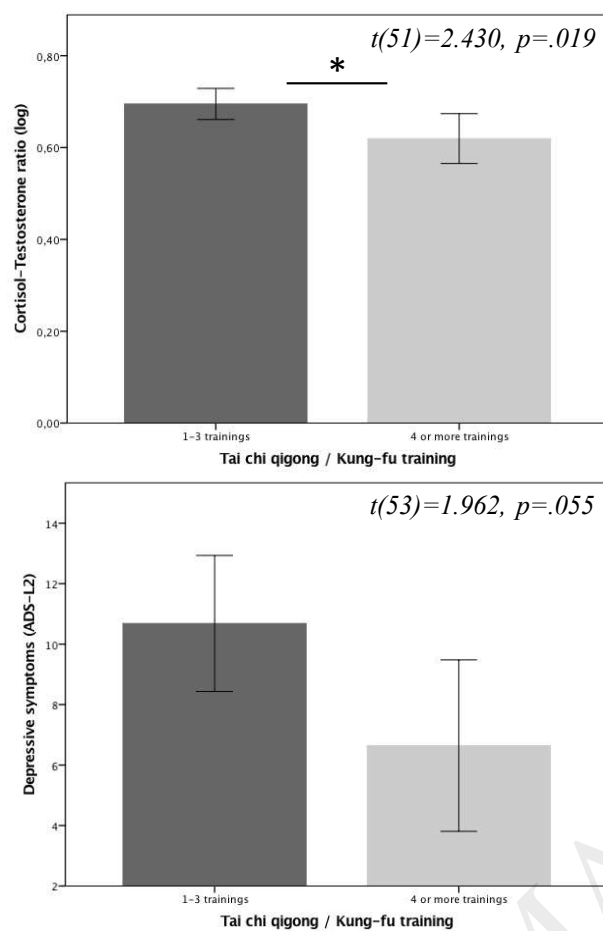 t(51)=2.430, p=.019
*
Cortisol-Testosterone ratio (log)
0,80
0,60
0,40
0,20
0,00
1-3 trainings 4 or more trainings
Tai chi qigong / Kung-fu training
t(53)=1.962, p=.055
Depressive symptoms (ADS-L2)
14
12
10
8
6
4
2
1-3 trainings 4 or more trainings
Tai chi qigong / Kung-fu training